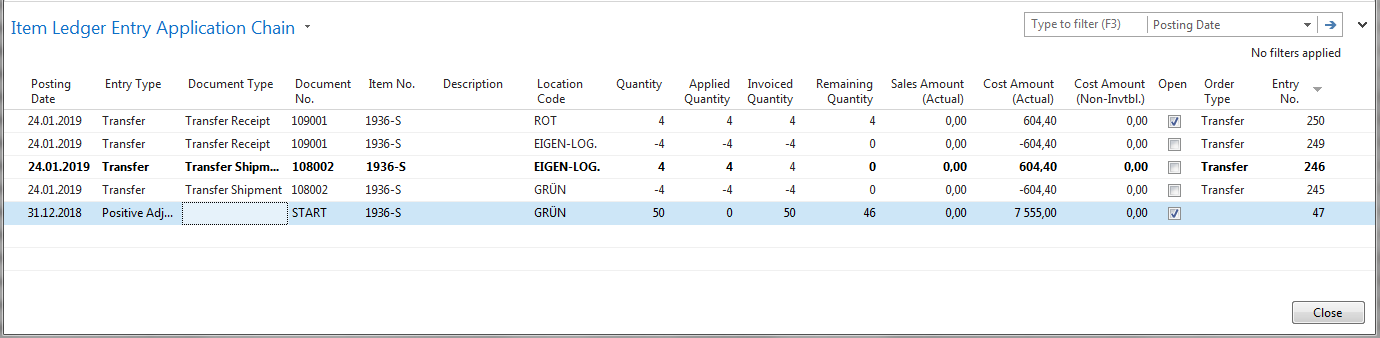 Item Ledger Entry Application Chain
Type to filter (F3) Posting Date
No filters applied
Posting Date Entry Type Document Type Document No. Item No. Description Location Code Quantity Applied Quantity Invoiced Quantity Remaining Quantity Sales Amount (Actual) Cost Amount (Actual) Cost Amount (Non-Invtbl.) Open Order Type Entry No.
24.01.2019 Transfer Transfer Receipt 109001 1936-S ROT 4 4 4 4 0,00 604,40 0,00 Transfer 250
24.01.2019 Transfer Transfer Receipt 109001 1936-S EIGEN-LOG. -4 -4 -4 0 0,00 -604,40 0,00 Transfer 249
24.01.2019 Transfer Transfer Shipm... 108002 1936-S EIGEN-LOG. 4 4 4 0 0,00 604,40 0,00 Transfer 246
24.01.2019 Transfer Transfer Shipment 108002 1936-S GRÜN -4 -4 -4 0 0,00 -604,40 0,00 Transfer 245
31.12.2018 Positive Adj... START 1936-S GRÜN 50 0 50 46 0,00 7 555,00 0,00 47
Close